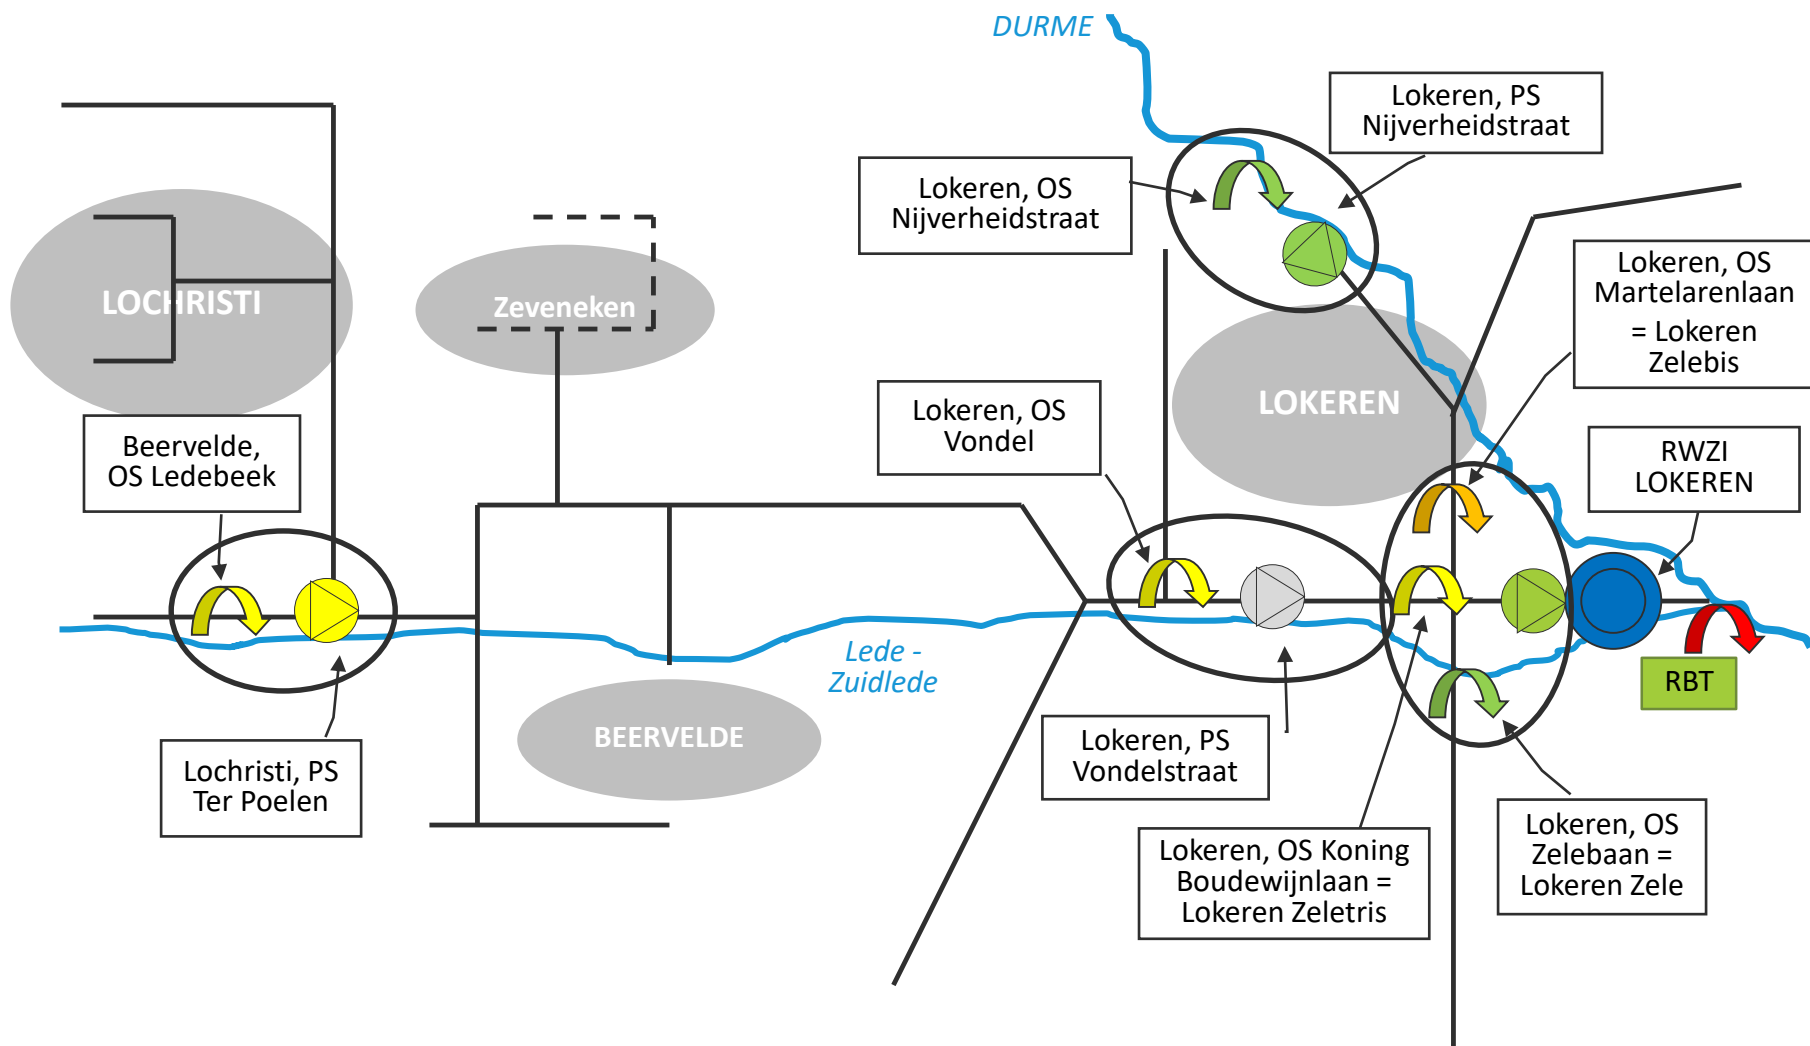 DURME
Lokeren, PS
Nijverheidstraat
Lokeren, OS
Nijverheidstraat
Lokeren, OS
Martelarenlaan
= Lokeren
Zelebis
LOCHRISTI
Zeveneken
LOKEREN
Lokeren, OS
Vondel
Beervelde,
OS Ledebeek
RWZI
LOKEREN
Lede -
Zuidlede
RBT
BEERVELDE
Lokeren, PS
Vondelstraat
Lochristi, PS
Ter Poelen
Lokeren, OS Koning
Boudewijnlaan =
Lokeren Zeletris
Lokeren, OS
Zelebaan =
Lokeren Zele